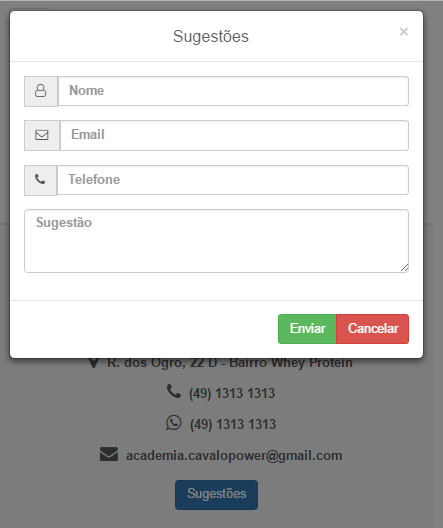 Sugestões ×
Nome
Email
Telefone
Sugestão
Enviar Cancelar
R. dos Ogro, 22 D - Bairro Whey Protein
(49) 1313 1313
(49) 1313 1313
academia.cavalopower@gmail.com
Sugestões